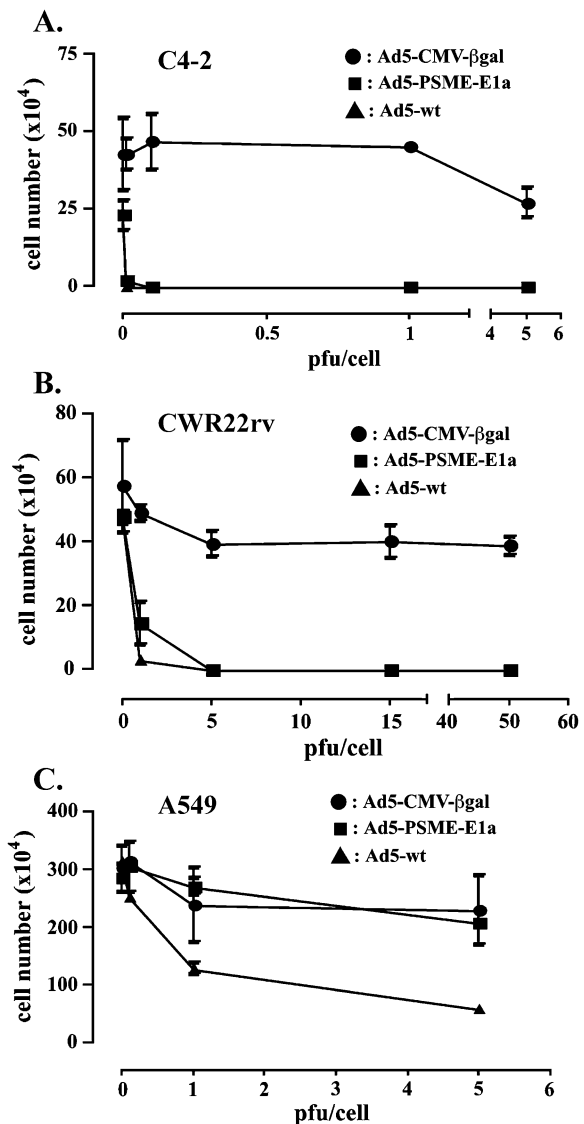 A.
C4-2
● : Ad5-CMV-βgal
■ : Ad5-PSME-E1a
▲ : Ad5-wt
cell number (x10⁴)
75
50
25
0
0 0.5 1 4 5 6
pfu/cell
B.
CWR22rv
● : Ad5-CMV-βgal
■ : Ad5-PSME-E1a
▲ : Ad5-wt
cell number (x10⁴)
80
60
40
20
0
0 5 10 15 40 50 60
pfu/cell
C.
A549
● : Ad5-CMV-βgal
■ : Ad5-PSME-E1a
▲ : Ad5-wt
cell number (x10⁴)
400
300
200
100
0
0 1 2 3 4 5 6
pfu/cell